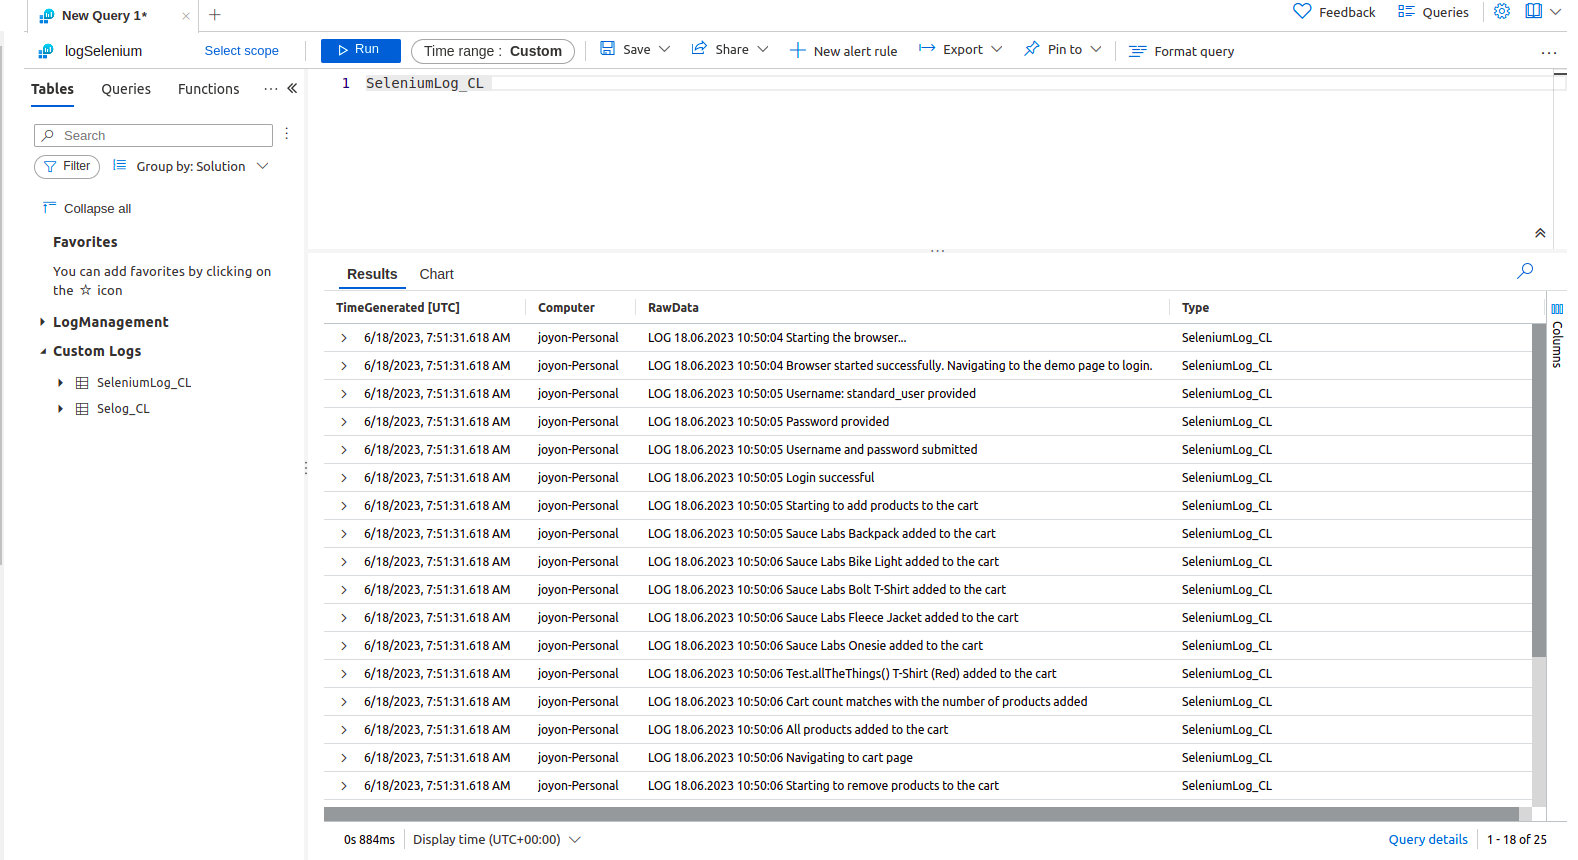 New Query 1*
Feedback Queries
logSelenium Select scope
Run Time range : Custom Save Share New alert rule Export Pin to Format query ...
Tables Queries Functions ...
1 SeleniumLog_CL
Search
Filter Group by: Solution
Collapse all
Favorites
You can add favorites by clicking on
the ☆ icon
LogManagement
Custom Logs
SeleniumLog_CL
Selog_CL
Results Chart
TimeGenerated [UTC] Computer RawData Type
6/18/2023, 7:51:31.618 AM joyon-Personal LOG 18.06.2023 10:50:04 Starting the browser... SeleniumLog_CL
6/18/2023, 7:51:31.618 AM joyon-Personal LOG 18.06.2023 10:50:04 Browser started successfully. Navigating to the demo page to login. SeleniumLog_CL
6/18/2023, 7:51:31.618 AM joyon-Personal LOG 18.06.2023 10:50:05 Username: standard_user provided SeleniumLog_CL
6/18/2023, 7:51:31.618 AM joyon-Personal LOG 18.06.2023 10:50:05 Password provided SeleniumLog_CL
6/18/2023, 7:51:31.618 AM joyon-Personal LOG 18.06.2023 10:50:05 Username and password submitted SeleniumLog_CL
6/18/2023, 7:51:31.618 AM joyon-Personal LOG 18.06.2023 10:50:05 Login successful SeleniumLog_CL
6/18/2023, 7:51:31.618 AM joyon-Personal LOG 18.06.2023 10:50:05 Starting to add products to the cart SeleniumLog_CL
6/18/2023, 7:51:31.618 AM joyon-Personal LOG 18.06.2023 10:50:05 Sauce Labs Backpack added to the cart SeleniumLog_CL
6/18/2023, 7:51:31.618 AM joyon-Personal LOG 18.06.2023 10:50:06 Sauce Labs Bike Light added to the cart SeleniumLog_CL
6/18/2023, 7:51:31.618 AM joyon-Personal LOG 18.06.2023 10:50:06 Sauce Labs Bolt T-Shirt added to the cart SeleniumLog_CL
6/18/2023, 7:51:31.618 AM joyon-Personal LOG 18.06.2023 10:50:06 Sauce Labs Fleece Jacket added to the cart SeleniumLog_CL
6/18/2023, 7:51:31.618 AM joyon-Personal LOG 18.06.2023 10:50:06 Sauce Labs Onesie added to the cart SeleniumLog_CL
6/18/2023, 7:51:31.618 AM joyon-Personal LOG 18.06.2023 10:50:06 Test.allTheThings() T-Shirt (Red) added to the cart SeleniumLog_CL
6/18/2023, 7:51:31.618 AM joyon-Personal LOG 18.06.2023 10:50:06 Cart count matches with the number of products added SeleniumLog_CL
6/18/2023, 7:51:31.618 AM joyon-Personal LOG 18.06.2023 10:50:06 All products added to the cart SeleniumLog_CL
6/18/2023, 7:51:31.618 AM joyon-Personal LOG 18.06.2023 10:50:06 Navigating to cart page SeleniumLog_CL
6/18/2023, 7:51:31.618 AM joyon-Personal LOG 18.06.2023 10:50:06 Starting to remove products to the cart SeleniumLog_CL
Columns
0s 884ms Display time (UTC+00:00) Query details 1 - 18 of 25